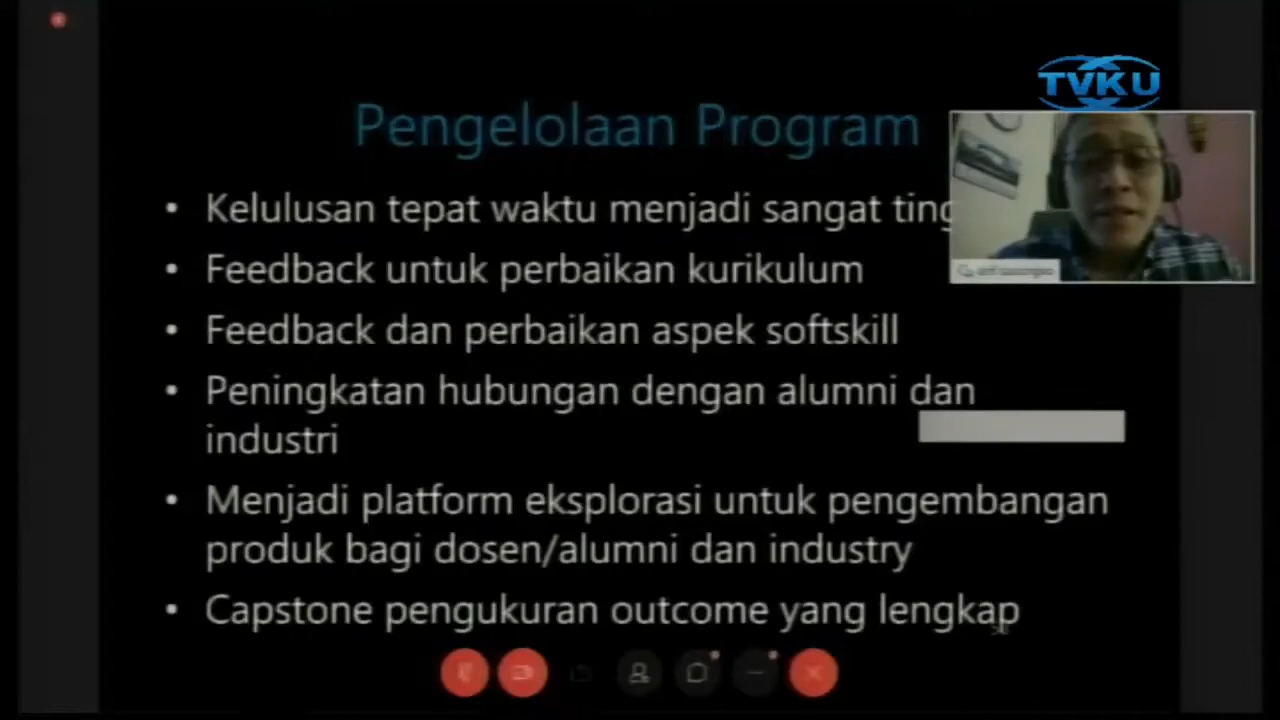 TVKU
Pengelolaan Program
• Kelulusan tepat waktu menjadi sangat ting
• Feedback untuk perbaikan kurikulum
• Feedback dan perbaikan aspek softskill
• Peningkatan hubungan dengan alumni dan
industri
• Menjadi platform eksplorasi untuk pengembangan
produk bagi dosen/alumni dan industry
• Capstone pengukuran outcome yang lengkap